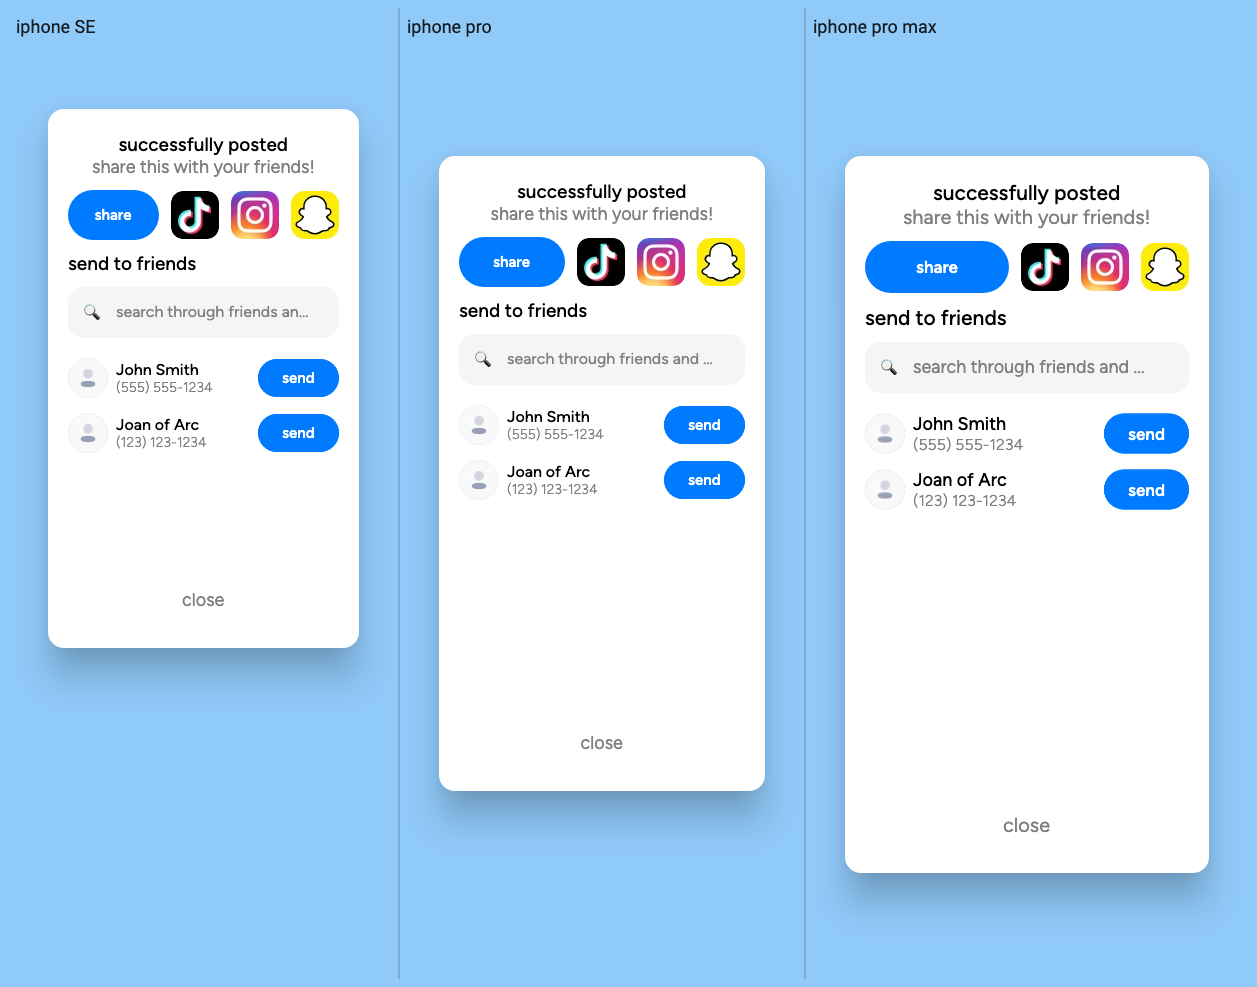 iphone SE
successfully posted
share this with your friends!
share
send to friends
search through friends an...
John Smith
(555) 555-1234
send
Joan of Arc
(123) 123-1234
send
close
iphone pro
successfully posted
share this with your friends!
share
send to friends
search through friends and ...
John Smith
(555) 555-1234
send
Joan of Arc
(123) 123-1234
send
close
iphone pro max
successfully posted
share this with your friends!
share
send to friends
search through friends and ...
John Smith
(555) 555-1234
send
Joan of Arc
(123) 123-1234
send
close